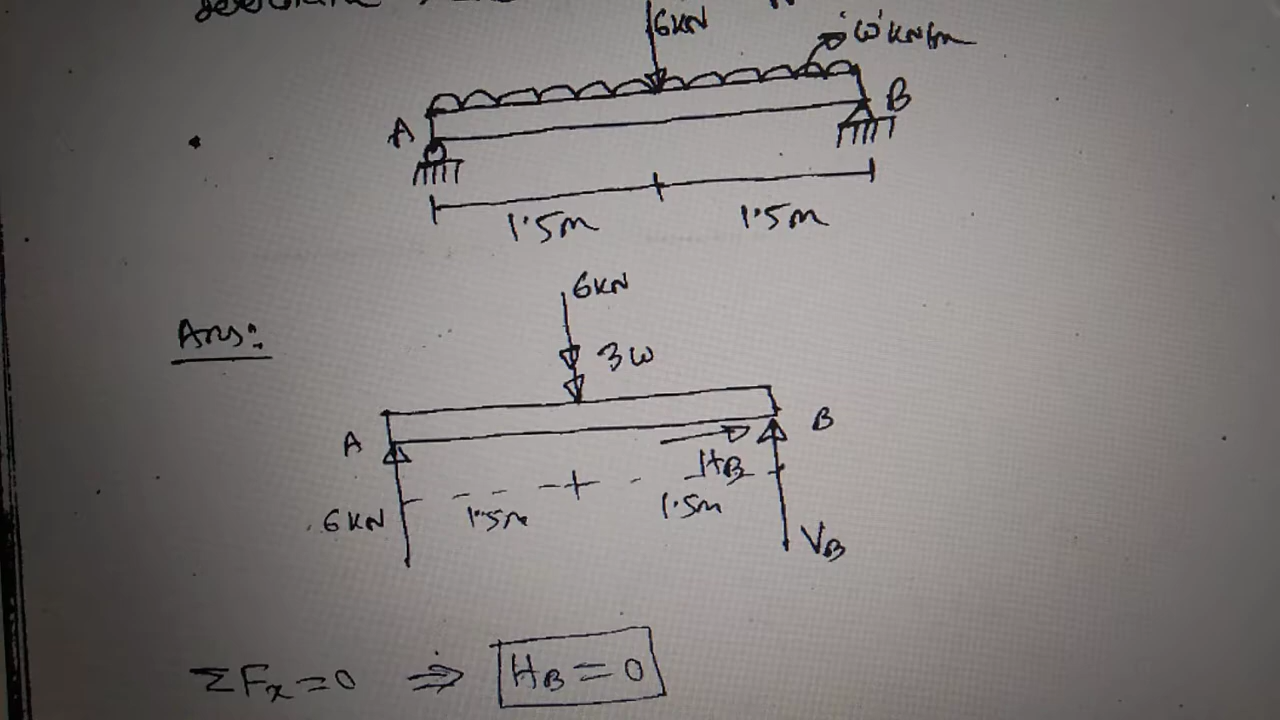 6KN
'ω' KN/m
A
B
1.5m
1.5m
Ans:
6KN
3ω
A
B
HB
6KN
1.5m
1.5m
VB
ΣFx=0 ⇒ HB=0